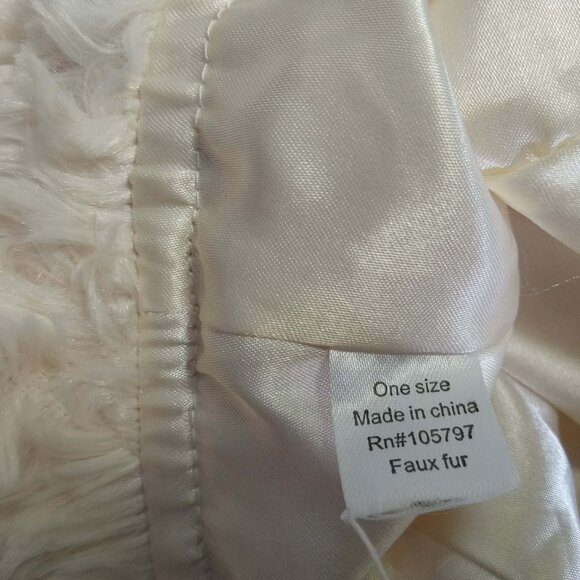 One size
Made in china
Rn#105797
Faux fur